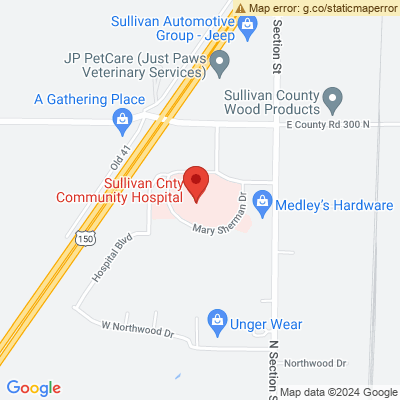 Map error: g.co/staticmaperror
Sullivan Automotive
Group - Jeep
Section St
JP PetCare (Just Paws
Veterinary Services)
Sullivan County
Wood Products
A Gathering Place
E County Rd 300 N
Old 41
Sullivan Cnty
Community Hospital
Medley's Hardware
Mary Sherman Dr
150
Hospital Blvd
W Northwood Dr
Unger Wear
N Section S
Northwood Dr
Google
Map data ©2024 Google